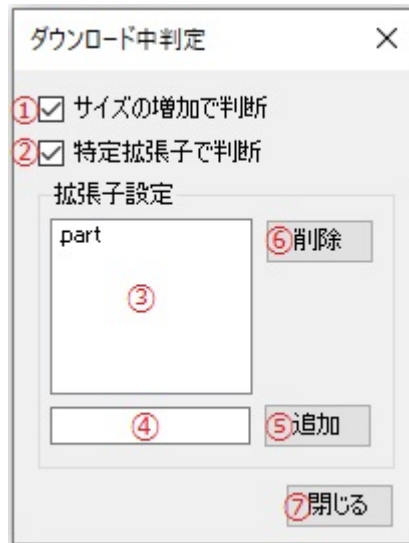 ダウンロード中判定
①サイズの増加で判断
②特定拡張子で判断
拡張子設定
.part
⑥削除
③
④
⑤追加
⑦閉じる